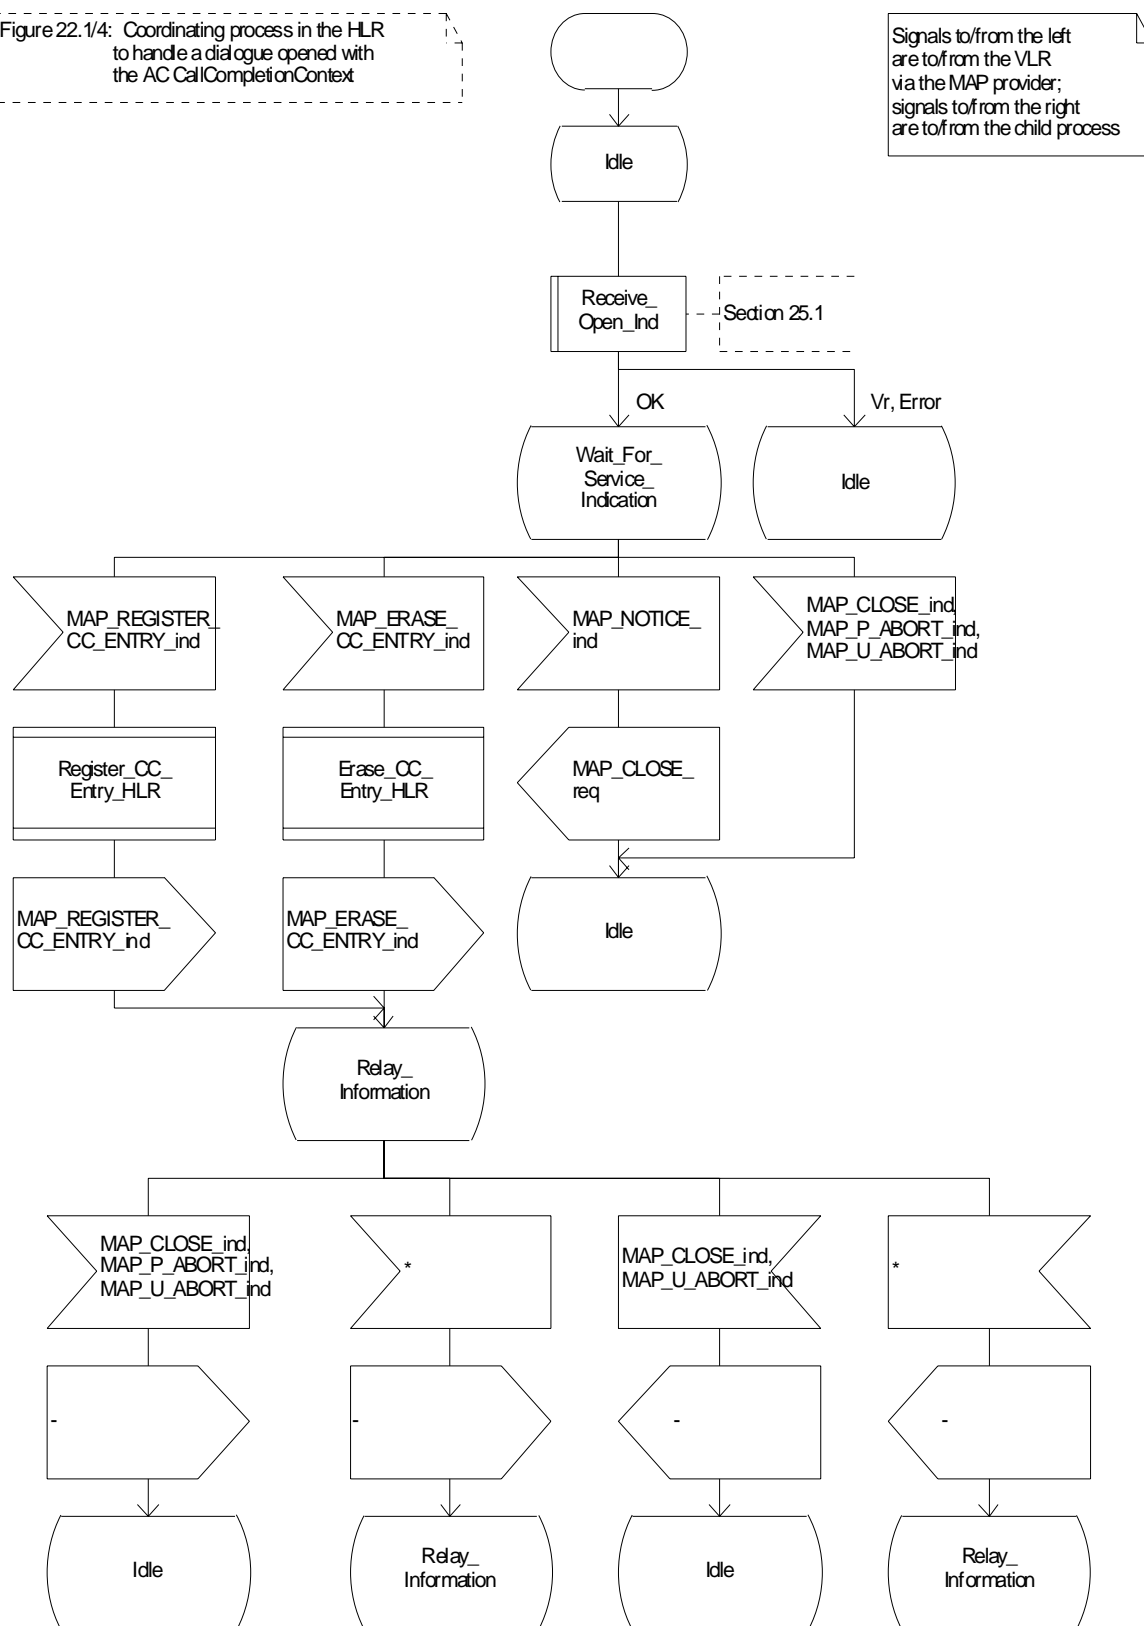 Figure 22.1/4: Coordinating process in the HLR
to handle a dialogue opened with
the AC CallCompletionContext
Signals to/from the left
are to/from the VLR
via the MAP provider;
signals to/from the right
are to/from the child process
Idle
Receive_
Open_Ind
Section 25.1
OK
Vr, Error
Wait_For_
Service_
Indication
Idle
MAP_REGISTER_
CC_ENTRY_ind
MAP_ERASE_
CC_ENTRY_ind
MAP_NOTICE_
ind
MAP_CLOSE_ind,
MAP_P_ABORT_ind,
MAP_U_ABORT_ind
Register_CC_
Entry_HLR
Erase_CC_
Entry_HLR
MAP_CLOSE_
req
MAP_REGISTER_
CC_ENTRY_ind
MAP_ERASE_
CC_ENTRY_ind
Idle
Relay_
Information
MAP_CLOSE_ind,
MAP_P_ABORT_ind,
MAP_U_ABORT_ind
*
MAP_CLOSE_ind,
MAP_U_ABORT_ind
*
-
-
-
-
Idle
Relay_
Information
Idle
Relay_
Information